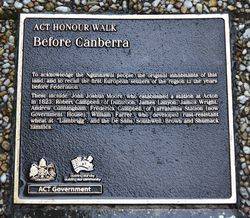 ACT HONOUR WALK
Before Canberra
To acknowledge the Ngunnawal people, the original inhabitants of this
land, and to recall the first European settlers of the region in the years
before Federation.
These include: John Joshua Moore, who established a station at Acton
in 1823; Robert Campbell of Duntroon; James Lanyon; James Wright;
Andrew Cunningham; Frederick Campbell of Yarralumla Station (now
Government House); William Farrer, who developed rust-resistant
wheat at "Lambrigg"; and the De Salis, Southwell, Brown and Shumack
families.
ACT Government